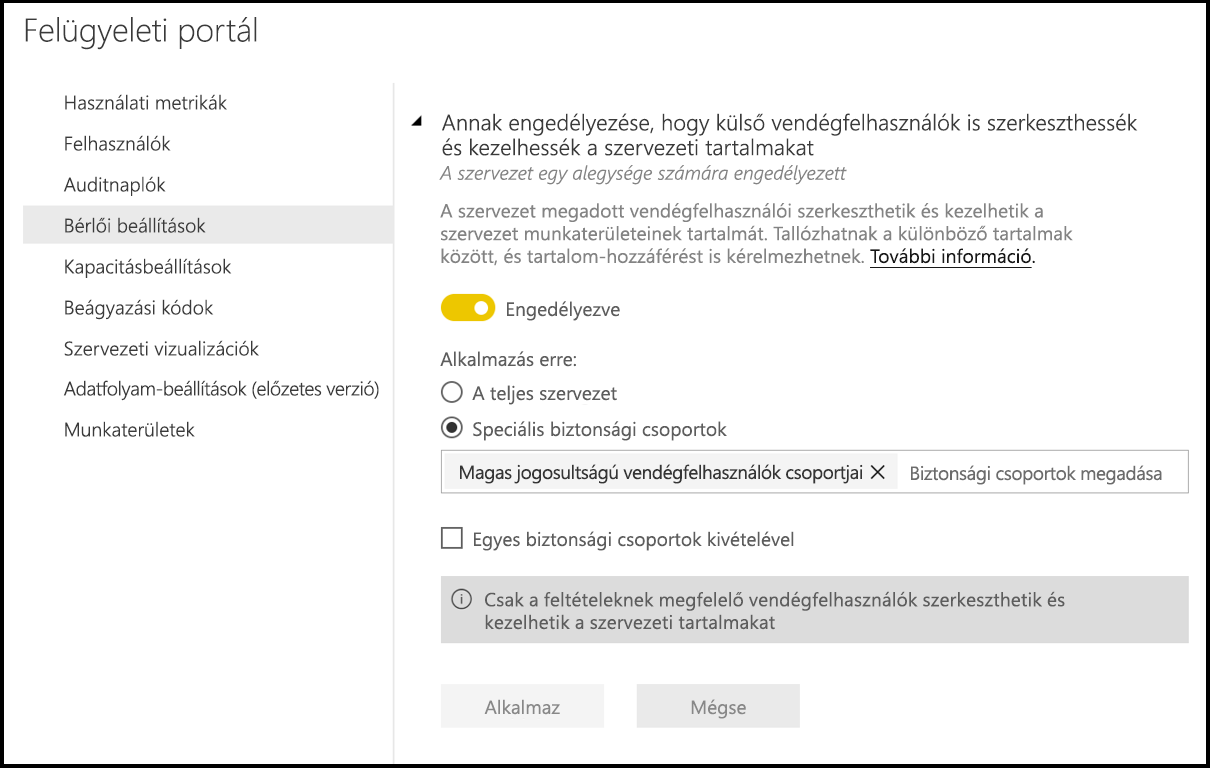 Felügyeleti portál
Használati metrikák
Felhasználók
Auditnaplók
Bérlői beállítások
Kapacitásbeállítások
Beágyazási kódok
Szervezeti vizualizációk
Adatfolyam-beállítások (előzetes verzió)
Munkaterületek
Annak engedélyezése, hogy külső vendégfelhasználók is szerkeszthessék
és kezelhessék a szervezeti tartalmakat
A szervezet egy alegysége számára engedélyezett
A szervezet megadott vendégfelhasználói szerkeszthetik és kezelhetik a
szervezet munkaterületeinek tartalmát. Tallózhatnak a különböző tartalmak
között, és tartalom-hozzáférést is kérelmezhetnek. További információ.
Engedélyezve
Alkalmazás erre:
A teljes szervezet
Speciális biztonsági csoportok
Magas jogosultságú vendégfelhasználók csoportjai Biztonsági csoportok megadása
Egyes biztonsági csoportok kivételével
Csak a feltételeknek megfelelő vendégfelhasználók szerkeszthetik és
kezelhetik a szervezeti tartalmakat
Alkalmaz Mégse